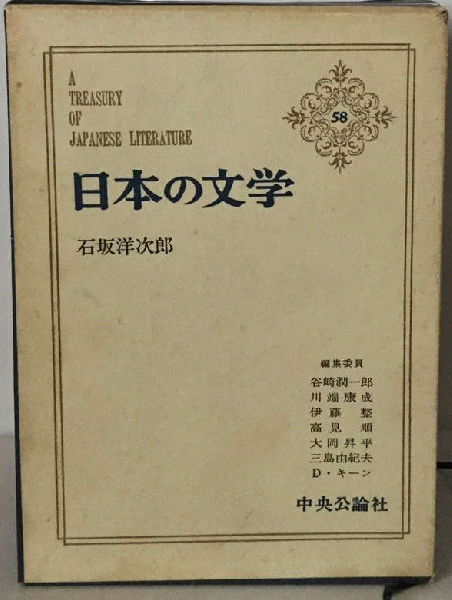 A
TREASURY
OF
JAPANESE LITERATURE
58
日本の文学
石坂洋次郎
編集委員
谷崎潤一郎
川端康成
伊藤 整
高見 順
大岡昇平
三島由紀夫
D・キーン
中央公論社